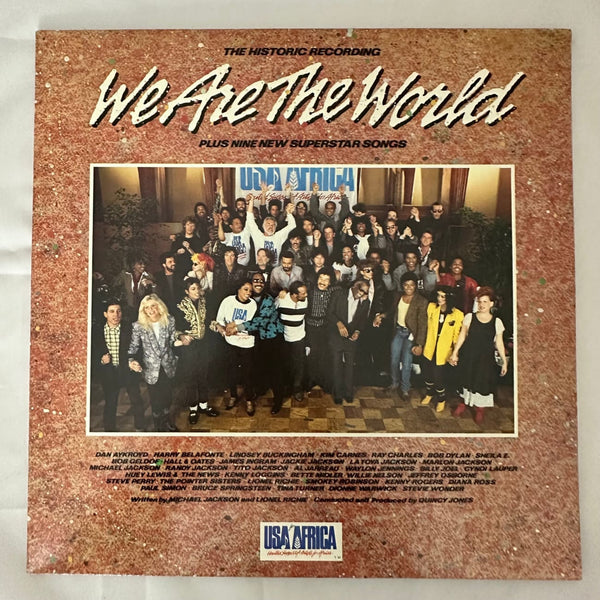 THE HISTORIC RECORDING
We Are The World
PLUS NINE NEW SUPERSTAR SONGS
USA AFRICA
DAN AYKROYD · HARRY BELAFONTE · LINDSEY BUCKINGHAM · KIM CARNES · RAY CHARLES · BOB DYLAN · SHEILA E.
BOB GELDOF · HALL & OATES · JAMES INGRAM · JACKIE JACKSON · LA TOYA JACKSON · MARLON JACKSON
MICHAEL JACKSON · RANDY JACKSON · TITO JACKSON · AL JARREAU · WAYLON JENNINGS · BILLY JOEL · CYNDI LAUPER
HUEY LEWIS & THE NEWS · KENNY LOGGINS · BETTE MIDLER · WILLIE NELSON · JEFFREY OSBORNE
STEVE PERRY · THE POINTER SISTERS · LIONEL RICHIE · SMOKEY ROBINSON · KENNY ROGERS · DIANA ROSS
PAUL SIMON · BRUCE SPRINGSTEEN · TINA TURNER · DIONNE WARWICK · STEVIE WONDER
Written by MICHAEL JACKSON and LIONEL RICHIE · Conducted and Produced by QUINCY JONES
USA AFRICA
United Support of Artists for Africa